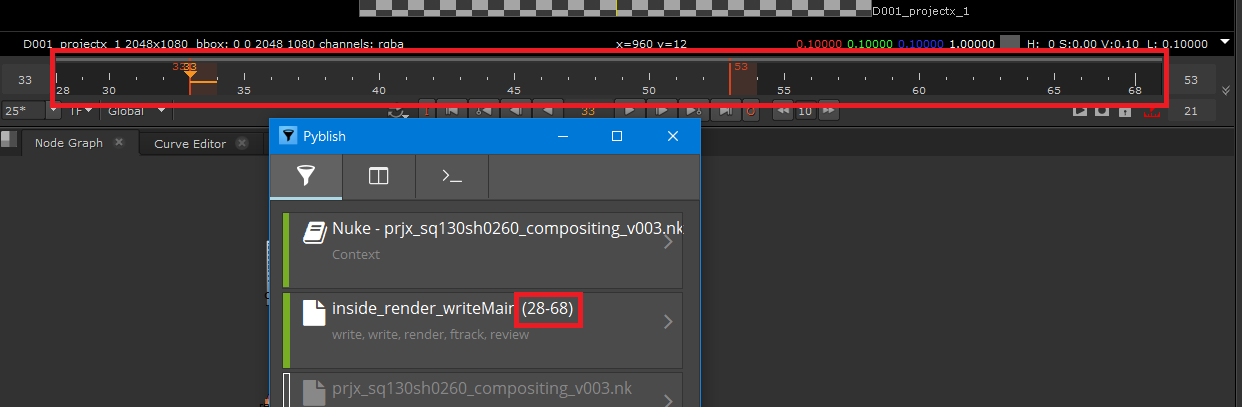 D001_projectx_1
D001_projectx_1 2048x1080 bbox: 0 0 2048 1080 channels: rgba x=960 y=12 0.10000 0.10000 0.10000 1.00000 H: 0 S:0.00 V:0.10 L: 0.10000
33 33 53
33 28 30 35 40 45 50 55 60 65 68 53
25* TF Global 1 33 10 21
Node Graph Curve Editor
Pyblish
Nuke - prjx_sq130sh0260_compositing_v003.nk
Context
inside_render_writeMain (28-68)
write, write, render, ftrack, review
prjx_sq130sh0260_compositing_v003.nk